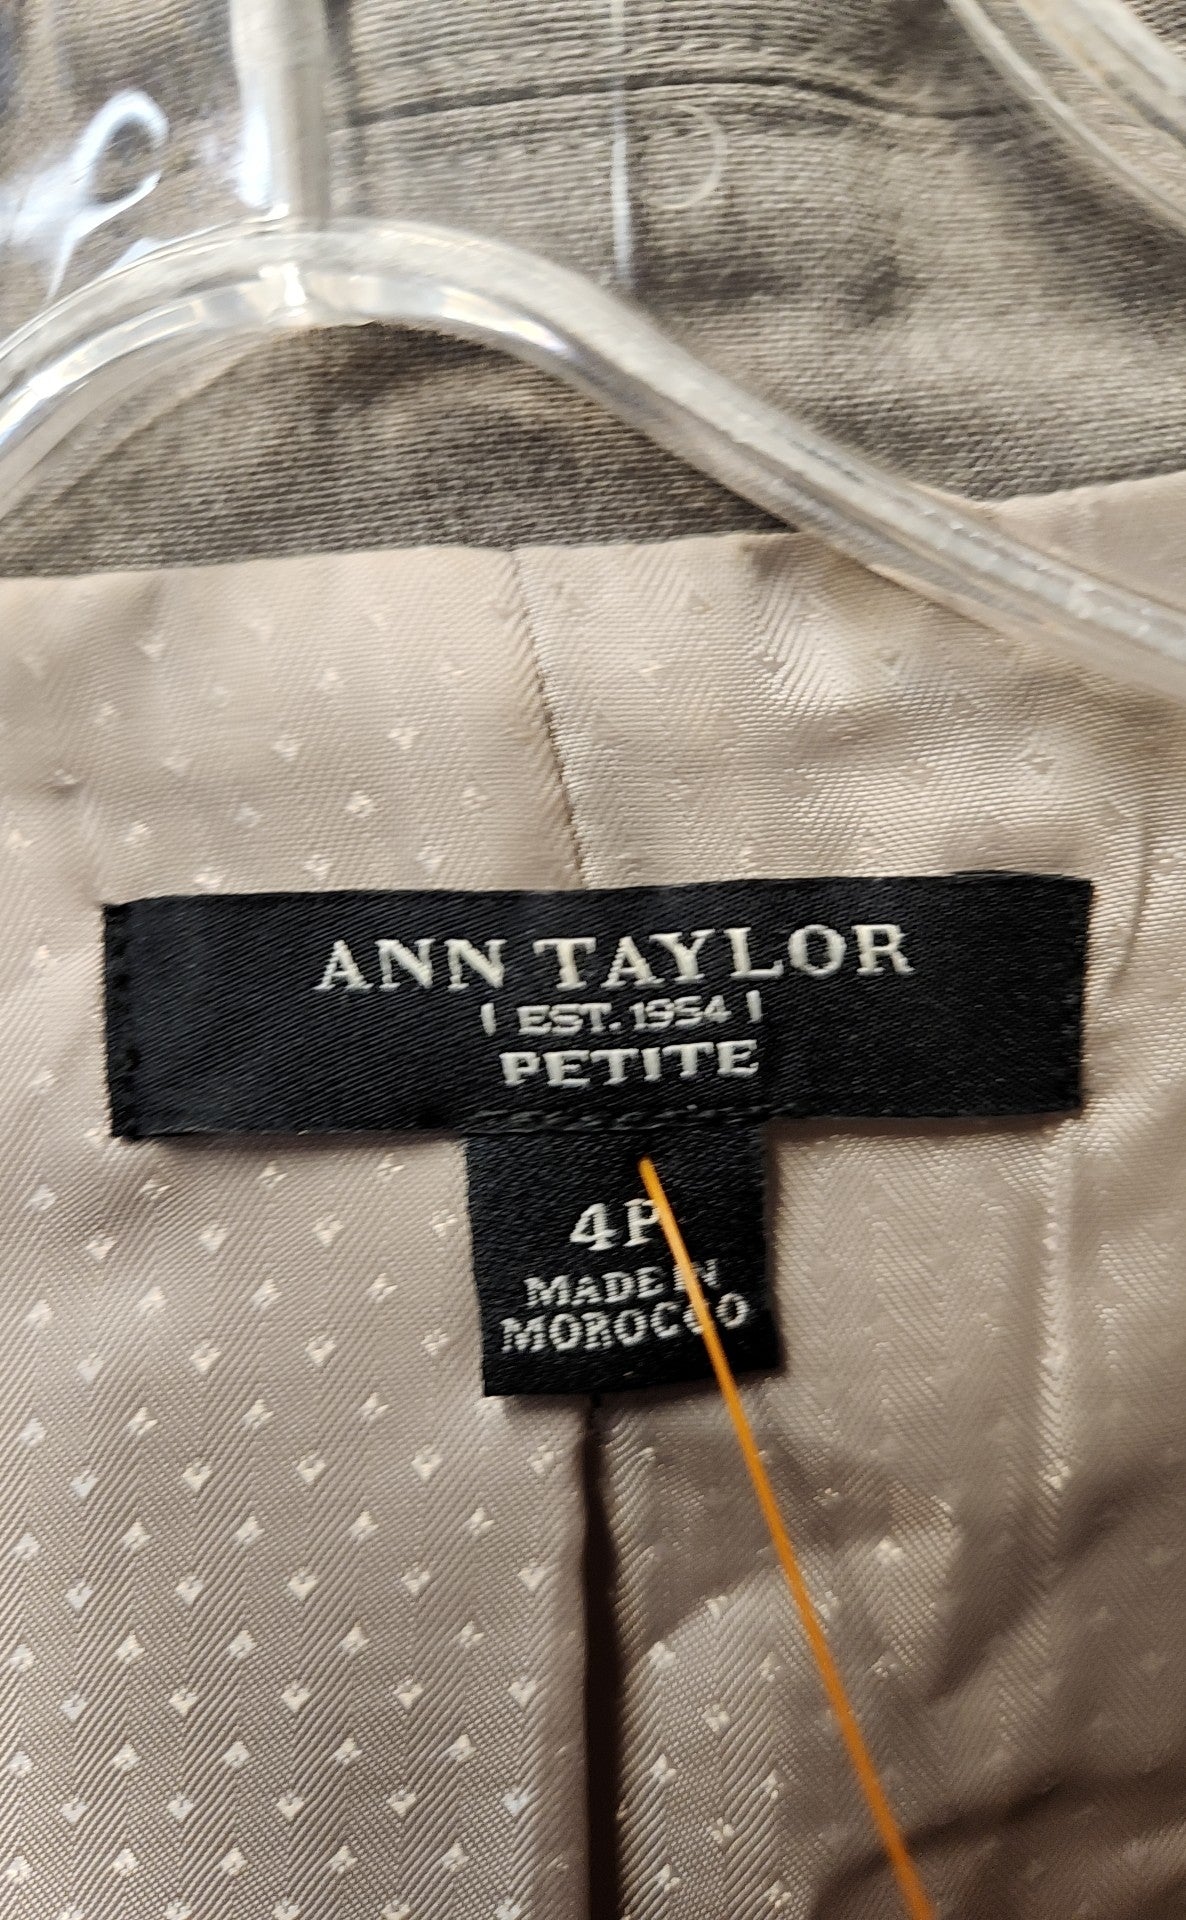 ANN TAYLOR
| EST. 1954 |
PETITE
4P
MADE IN
MOROCCO